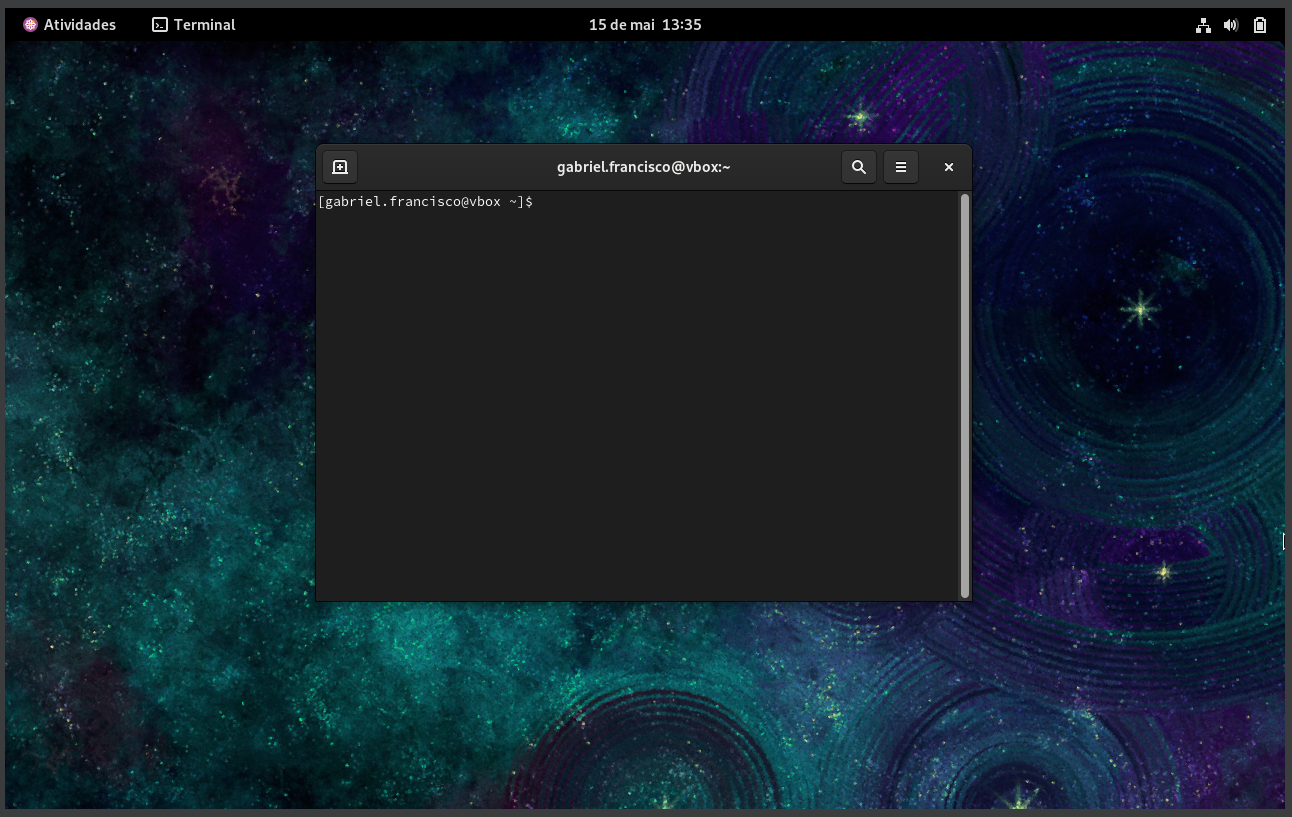 Atividades Terminal 15 de mai 13:35
gabriel.francisco@vbox:~
[gabriel.francisco@vbox ~]$